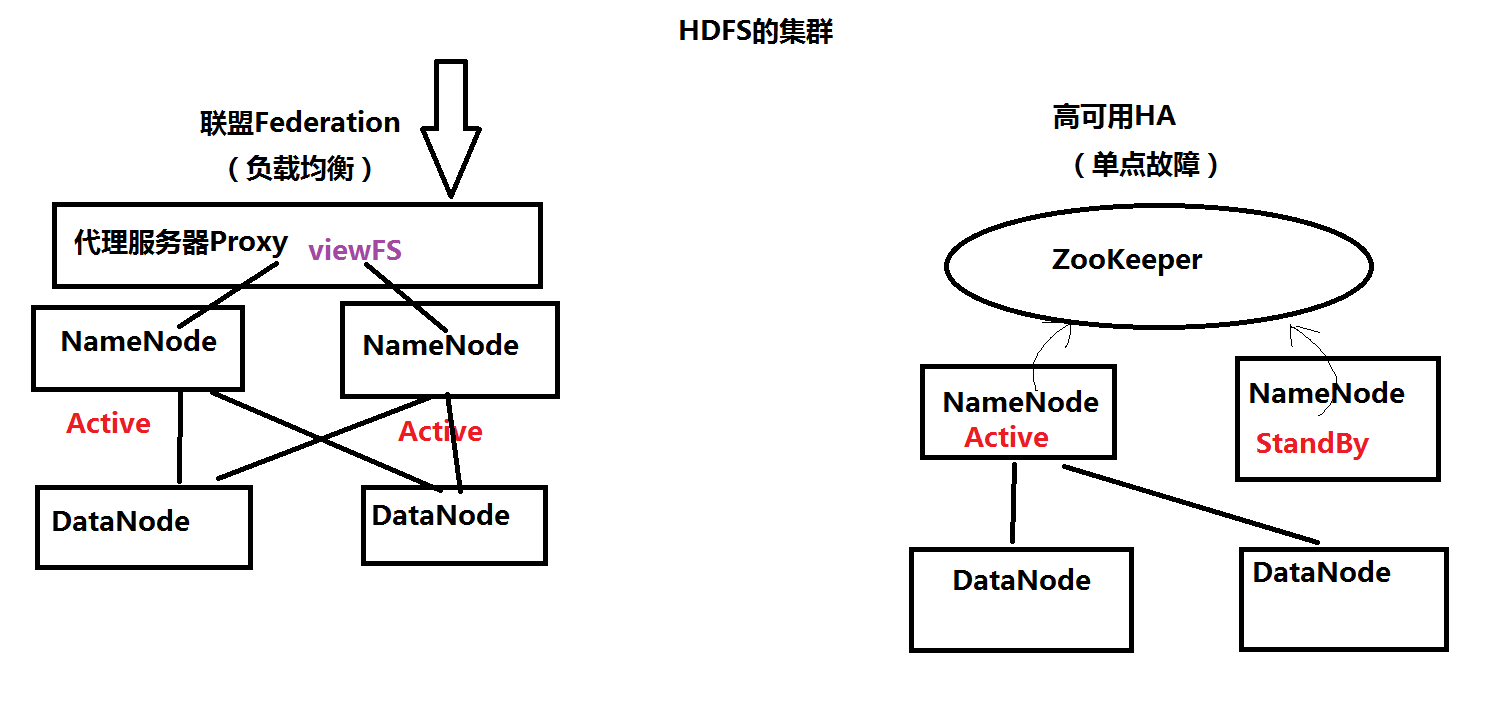 HDFS的集群
联盟Federation
（负载均衡）
代理服务器Proxy viewFS
NameNode
NameNode
Active
Active
DataNode
DataNode
高可用HA
（单点故障）
ZooKeeper
NameNode
Active
NameNode
StandBy
DataNode
DataNode